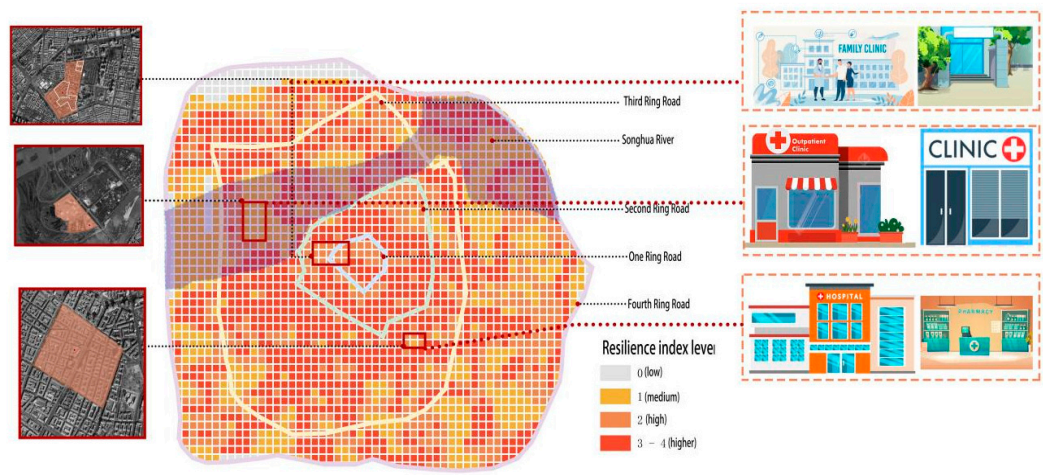 FAMILY CLINIC
Third Ring Road
Songhua River
Outpatient
Clinic
CLINIC
Second Ring Road
One Ring Road
Fourth Ring Road
HOSPITAL
PHARMACY
Resilience index level
0 (low)
1 (medium)
2 (high)
3 - 4 (higher)